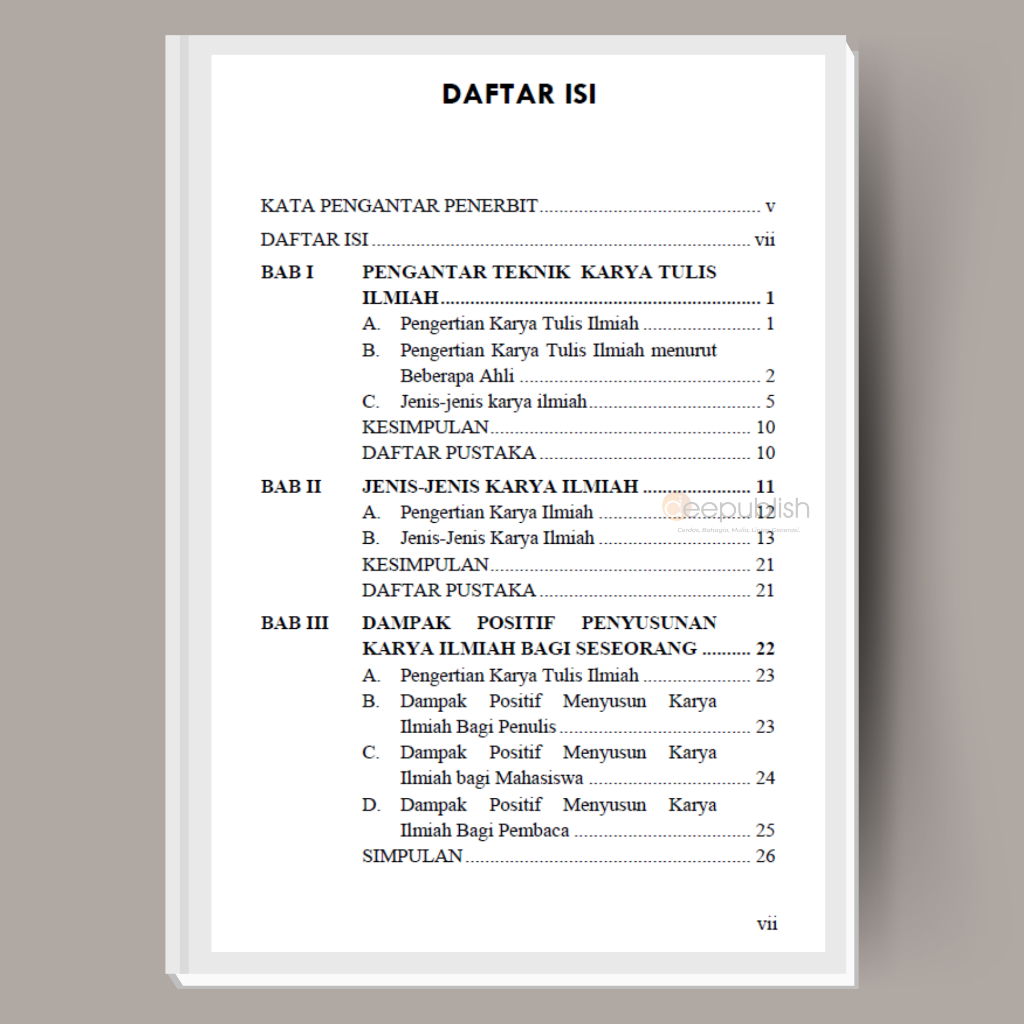 DAFTAR ISI
KATA PENGANTAR PENERBIT.............................................. v
DAFTAR ISI.............................................................................. vii
BAB I PENGANTAR TEKNIK KARYA TULIS
ILMIAH................................................................. 1
A. Pengertian Karya Tulis Ilmiah ........................ 1
B. Pengertian Karya Tulis Ilmiah menurut
Beberapa Ahli ................................................. 2
C. Jenis-jenis karya ilmiah................................... 5
KESIMPULAN..................................................... 10
DAFTAR PUSTAKA........................................... 10
BAB II JENIS-JENIS KARYA ILMIAH ...................... 11
A. Pengertian Karya Ilmiah ............................... 12
B. Jenis-Jenis Karya Ilmiah ............................... 13
KESIMPULAN..................................................... 21
DAFTAR PUSTAKA........................................... 21
deepublish
BAB III DAMPAK POSITIF PENYUSUNAN
KARYA ILMIAH BAGI SESEORANG .......... 22
A. Pengertian Karya Tulis Ilmiah ...................... 23
B. Dampak Positif Menyusun Karya
Ilmiah Bagi Penulis....................................... 23
C. Dampak Positif Menyusun Karya
Ilmiah bagi Mahasiswa ................................. 24
D. Dampak Positif Menyusun Karya
Ilmiah Bagi Pembaca .................................... 25
SIMPULAN.......................................................... 26
vii